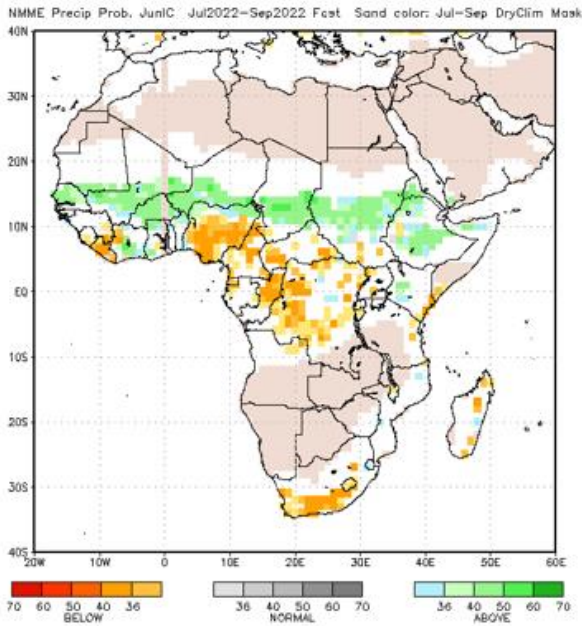 NMME Precip Prob. JunIC Jul2022-Sep2022 Fcst Sand color: Jul-Sep DryClim Mask
40N
30N
20N
10N
EQ
10S
20S
30S
40S
20W 10W 0 10E 20E 30E 40E 50E 60E
70 60 50 40 36 36 40 50 60 70 36 40 50 60 70
BELOW NORMAL ABOVE